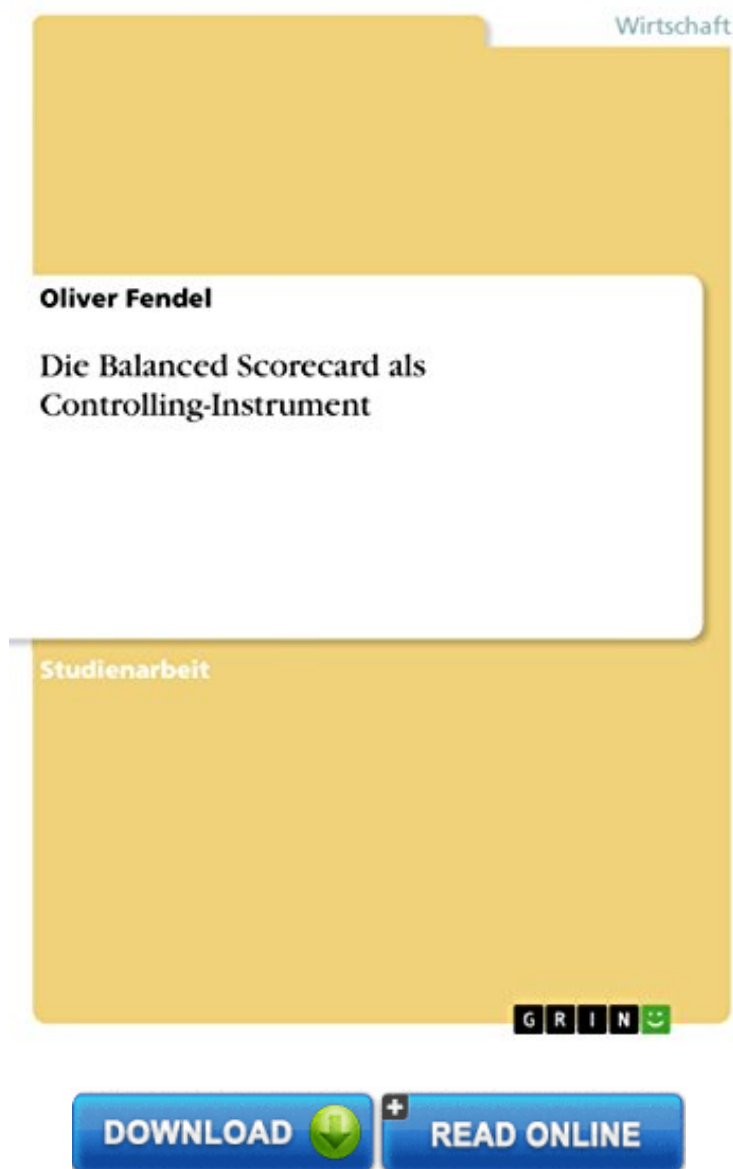 Wirtschaft
Oliver Fendel
Die Balanced Scorecard als
Controlling-Instrument
Studienarbeit
GRIN
DOWNLOAD
READ ONLINE